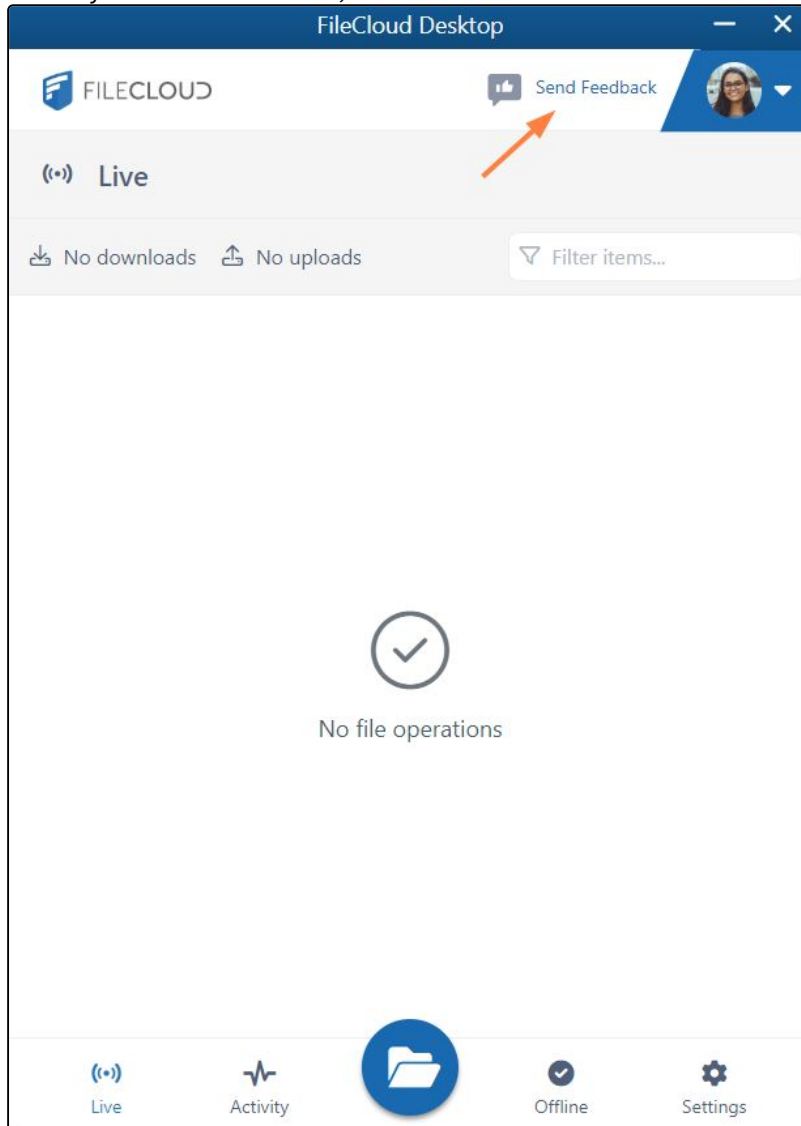 FileCloud Desktop
FILECLOUD
Send Feedback
Live
No downloads
No uploads
Filter items...
No file operations
Live
Activity
Offline
Settings